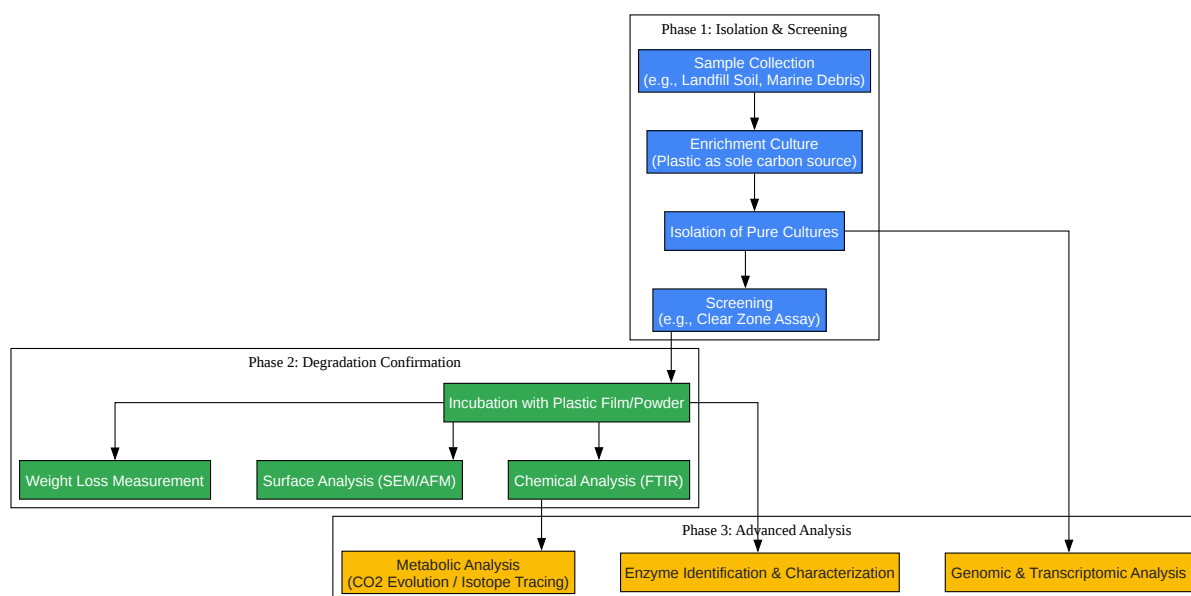 Phase 1: Isolation & Screening
Sample Collection
(e.g., Landfill Soil, Marine Debris)
Enrichment Culture
(Plastic as sole carbon source)
Isolation of Pure Cultures
Screening
(e.g., Clear Zone Assay)
Phase 2: Degradation Confirmation
Incubation with Plastic Film/Powder
Weight Loss Measurement
Surface Analysis (SEM/AFM)
Chemical Analysis (FTIR)
Phase 3: Advanced Analysis
Metabolic Analysis
(CO2 Evolution / Isotope Tracing)
Enzyme Identification & Characterization
Genomic & Transcriptomic Analysis